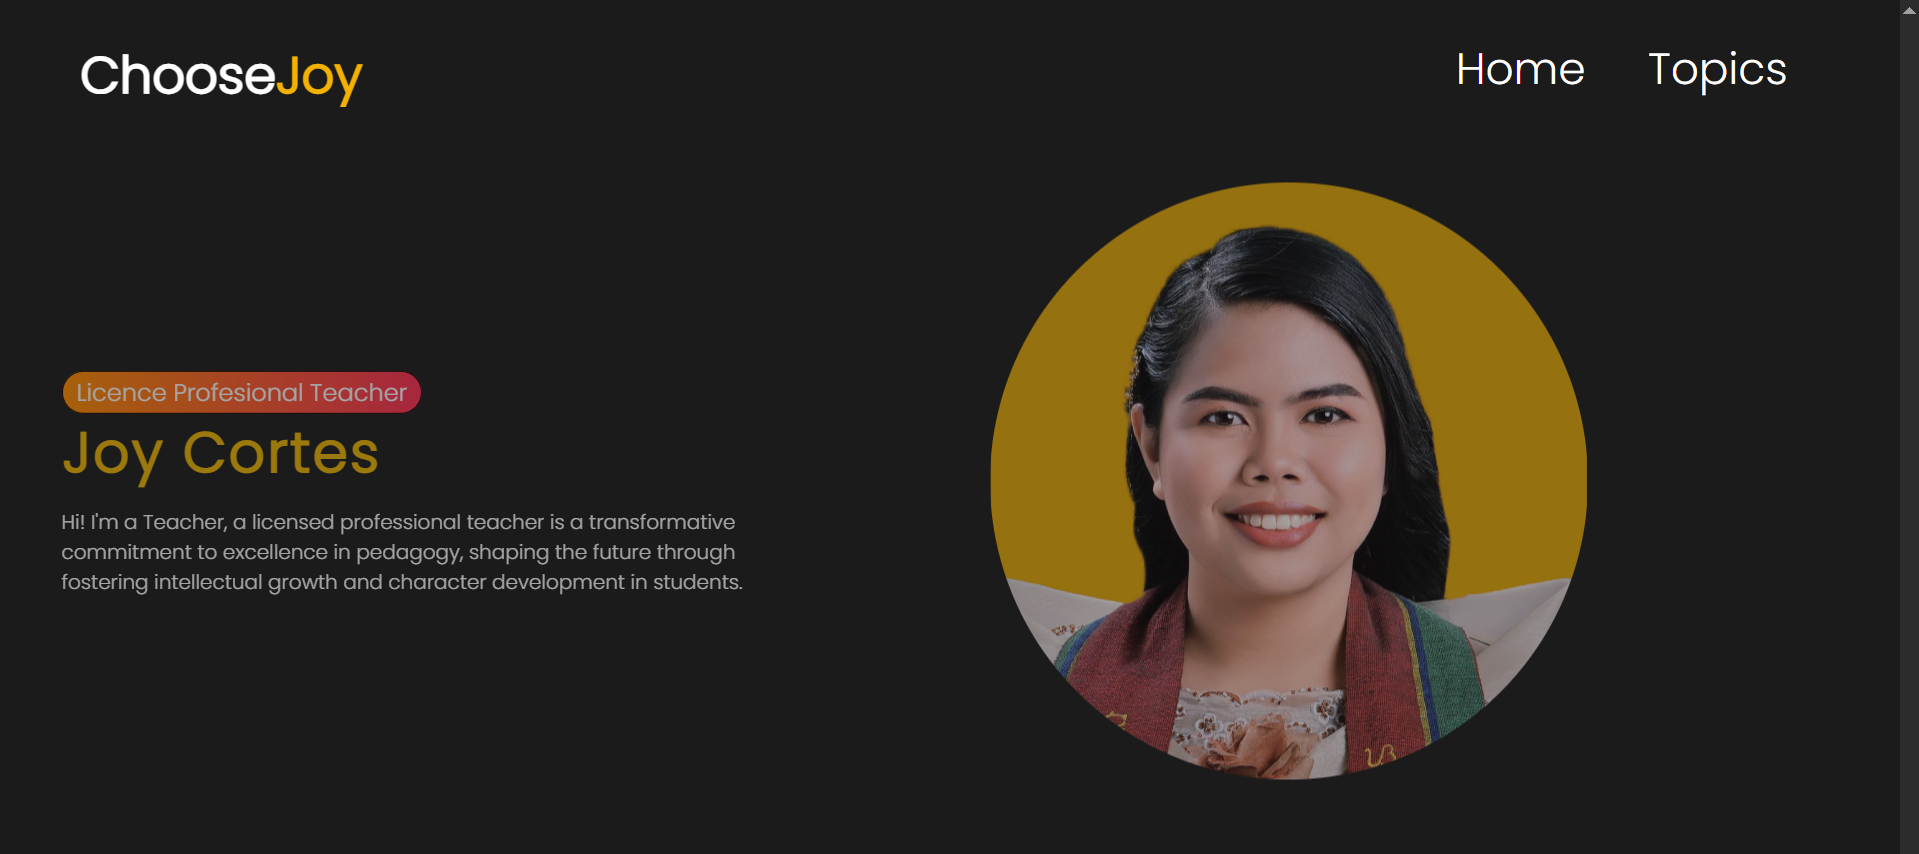 ChooseJoy
Home Topics
Licence Profesional Teacher
Joy Cortes
Hi! I'm a Teacher, a licensed professional teacher is a transformative
commitment to excellence in pedagogy, shaping the future through
fostering intellectual growth and character development in students.